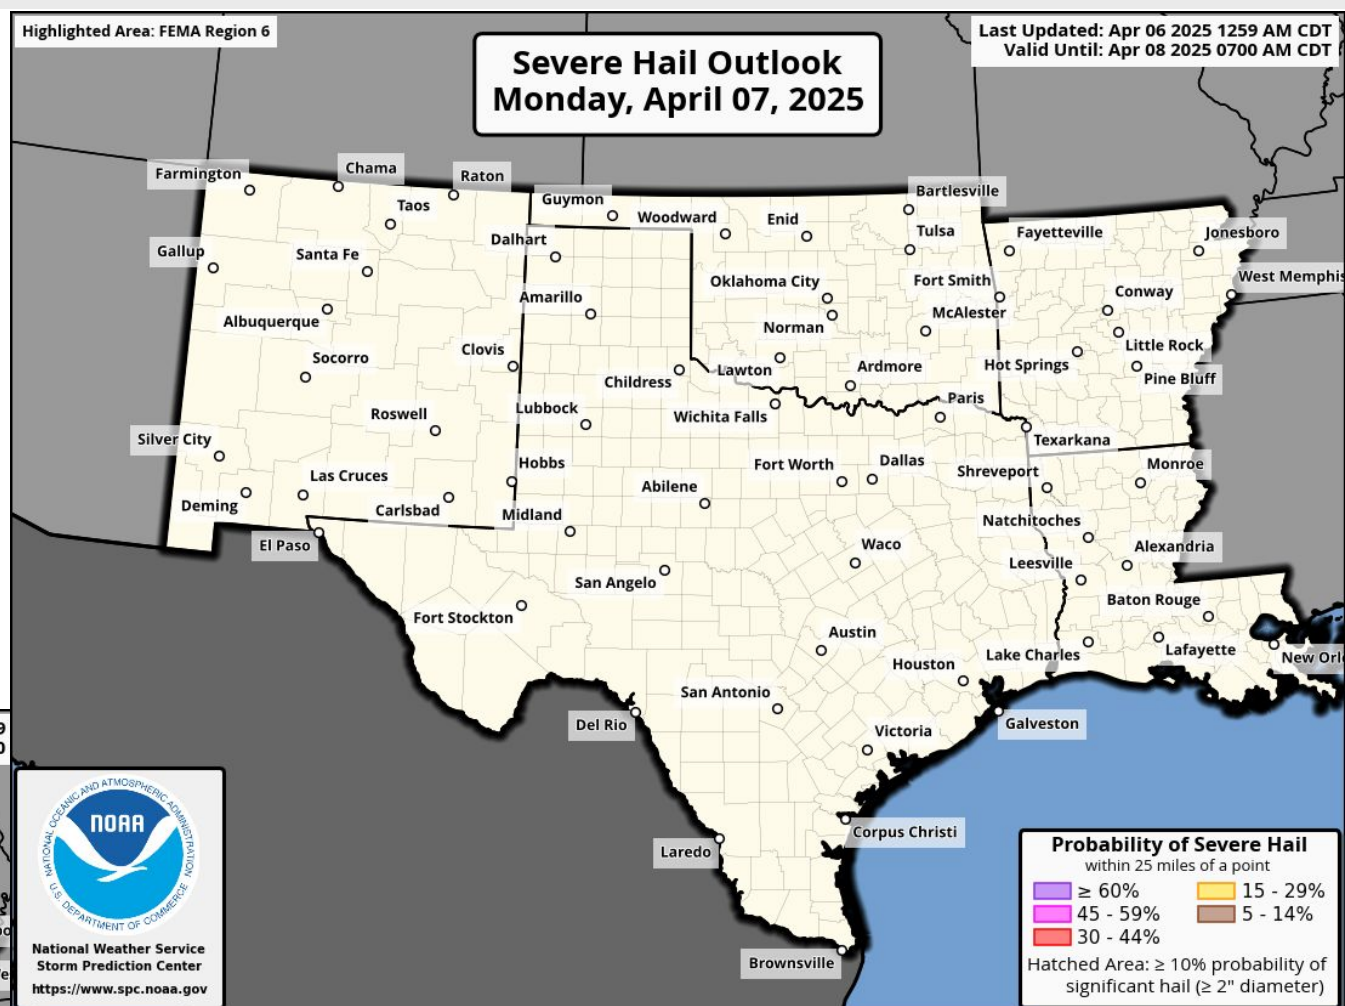 Highlighted Area: FEMA Region 6
Severe Hail Outlook
Monday, April 07, 2025
Last Updated: Apr 06 2025 1259 AM CDT
Valid Until: Apr 08 2025 0700 AM CDT
Farmington
Chama
Raton
Taos
Guymon
Woodward
Enid
Bartlesville
Tulsa
Fayetteville
Jonesboro
Gallup
Santa Fe
Dalhart
Oklahoma City
Fort Smith
West Memphis
Albuquerque
Amarillo
Norman
McAlester
Conway
Little Rock
Socorro
Clovis
Childress
Lawton
Ardmore
Hot Springs
Pine Bluff
Roswell
Lubbock
Wichita Falls
Paris
Texarkana
Silver City
Las Cruces
Hobbs
Abilene
Fort Worth
Dallas
Shreveport
Monroe
Deming
Carlsbad
Midland
Natchitoches
El Paso
San Angelo
Waco
Leesville
Alexandria
Fort Stockton
Austin
Baton Rouge
Houston
Lake Charles
Lafayette
New Orl
San Antonio
Del Rio
Victoria
Galveston
Laredo
Corpus Christi
Brownsville
9
0
NATIONAL OCEANIC AND ATMOSPHERIC ADMINISTRATION
NOAA
U.S. DEPARTMENT OF COMMERCE
National Weather Service
Storm Prediction Center
https://www.spc.noaa.gov
Probability of Severe Hail
within 25 miles of a point
≥ 60%
15 - 29%
45 - 59%
5 - 14%
30 - 44%
Hatched Area: ≥ 10% probability of
significant hail (≥ 2" diameter)